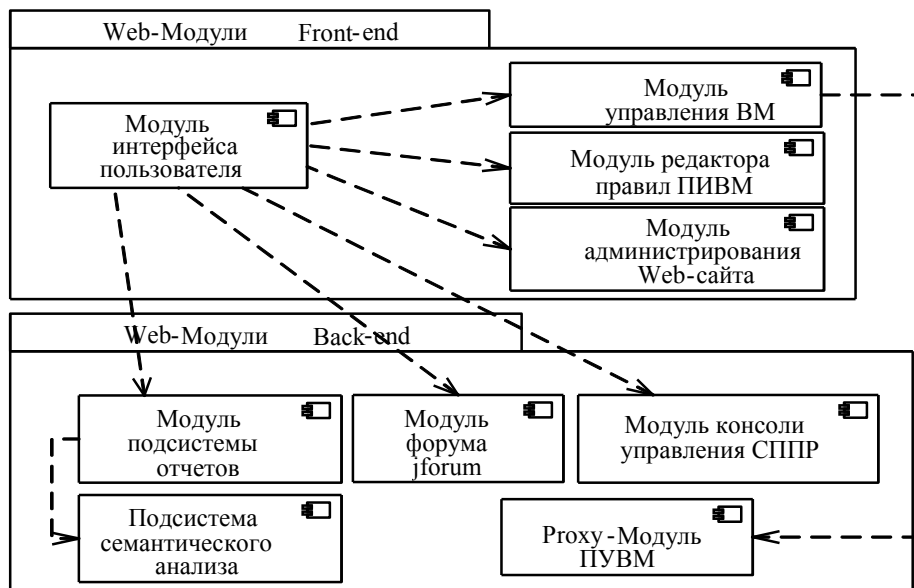 Web-Модули Front-end
Модуль
интерфейса
пользователя
Модуль
управления ВМ
Модуль редактора
правил ПИВМ
Модуль
администрирования
Web-сайта
Web-Модули Back-end
Модуль
подсистемы
отчетов
Модуль
форума
jforum
Модуль консоли
управления СППР
Подсистема
семантического
анализа
Proxy-Модуль
ПУВМ